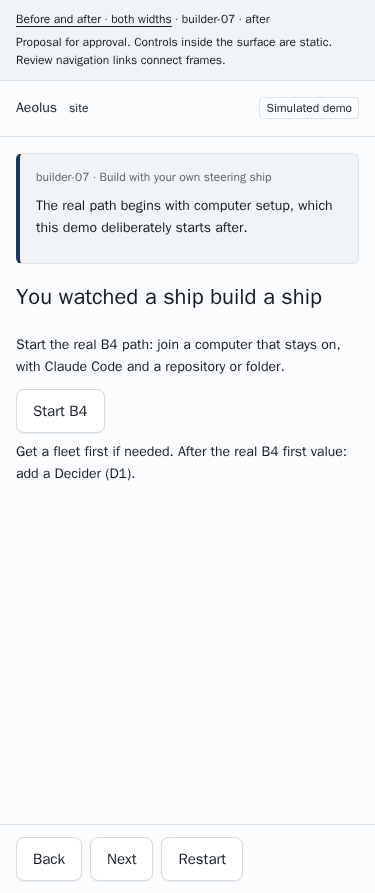 Before and after · both widths · builder-07 · after
Proposal for approval. Controls inside the surface are static.
Review navigation links connect frames.
Aeolus site
Simulated demo
builder-07 · Build with your own steering ship
The real path begins with computer setup, which
this demo deliberately starts after.
You watched a ship build a ship
Start the real B4 path: join a computer that stays on,
with Claude Code and a repository or folder.
Start B4
Get a fleet first if needed. After the real B4 first value:
add a Decider (D1).
Back
Next
Restart